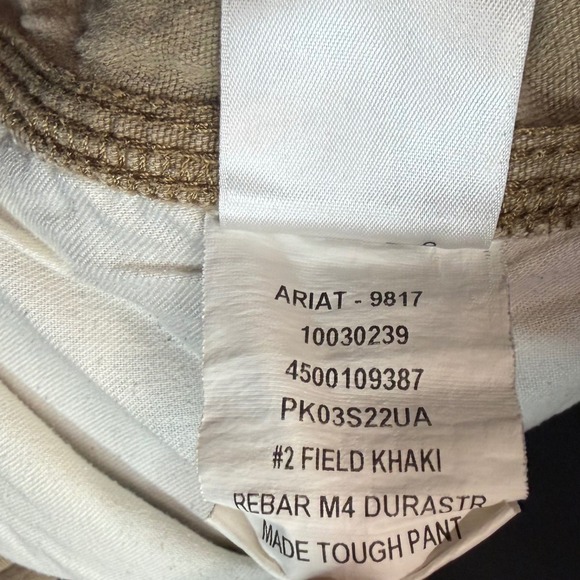 ARIAT - 9817
10030239
4500109387
PK03S22UA
#2 FIELD KHAKI
REBAR M4 DURASTR
MADE TOUGH PANT